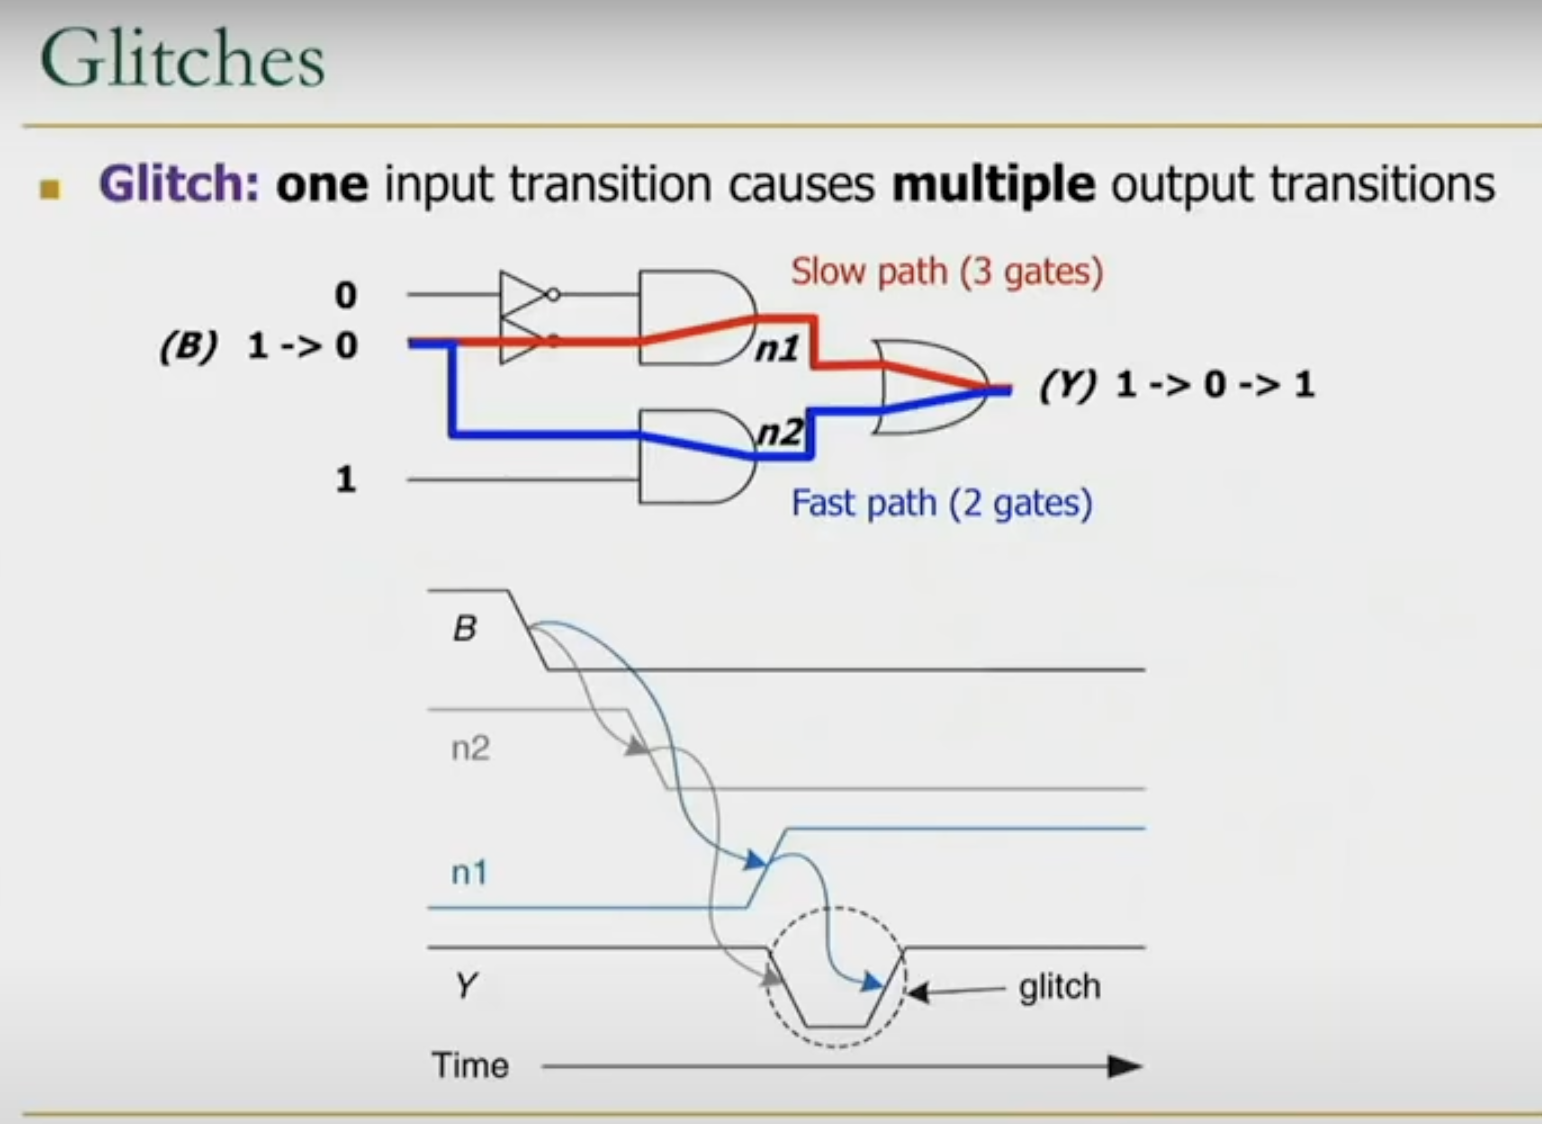 Glitches
Glitch: one input transition causes multiple output transitions
Slow path (3 gates)
0
(B) 1 -> 0
n1
(Y) 1 -> 0 -> 1
n2
1
Fast path (2 gates)
B
n2
n1
Y
glitch
Time